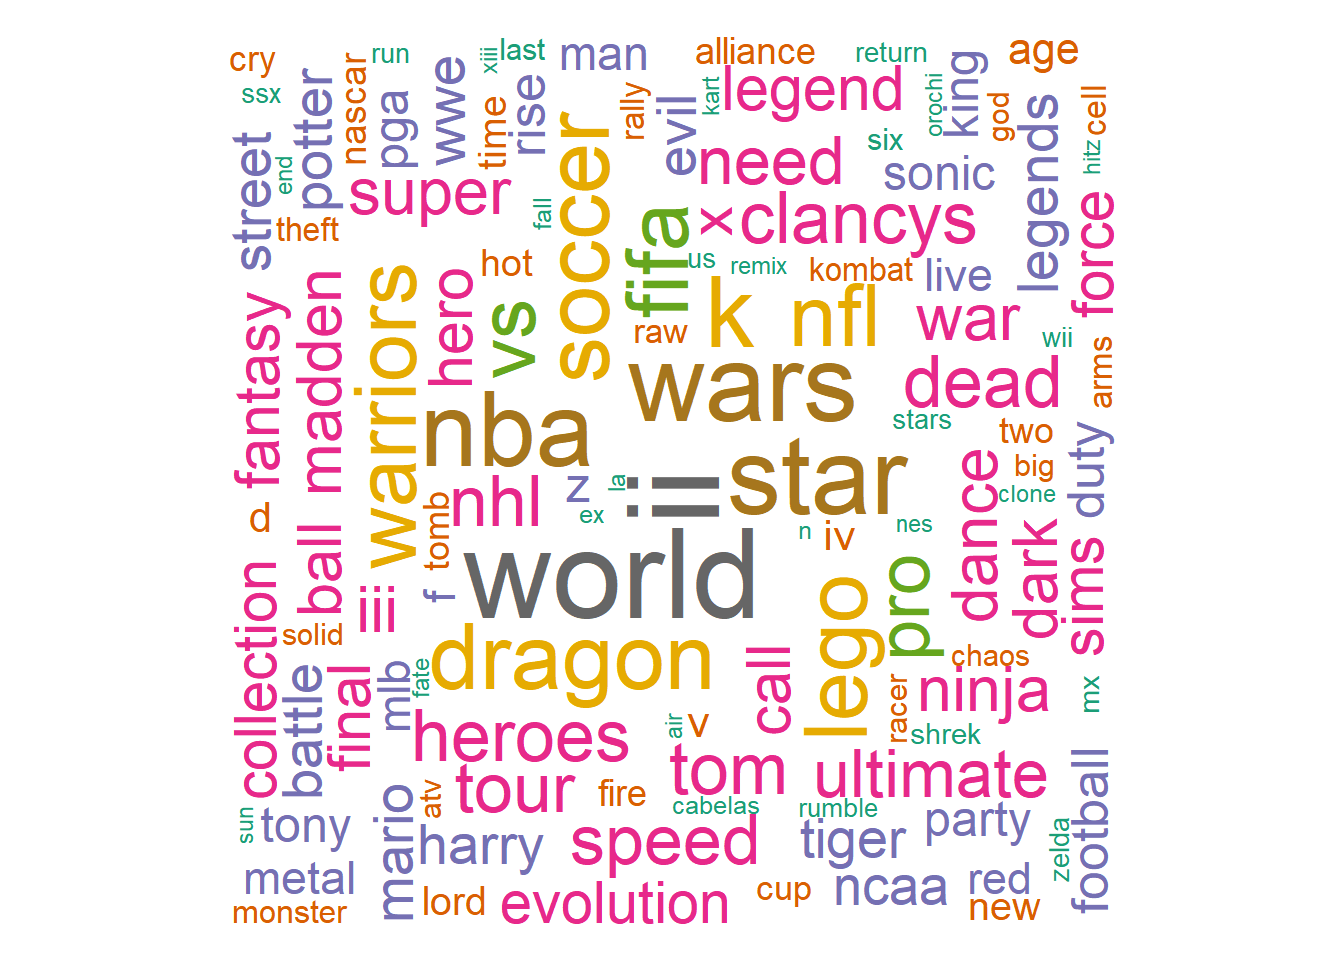 cry
run
xiii
last
man
alliance
return
age
ssx
potter
nascar
pga
wwe
time
rise
soccer
rally
evil
kart
legend
orochi
king
god
cell
street
end
super
fall
need
six
sonic
legends
hitz
force
theft
fifa
x
clancys
hot
us
remix
kombat
live
fantasy
madden
warriors
hero
vs
raw
k
nfl
war
wii
arms
wars
dead
nba
stars
two
duty
star
big
clone
d
ball
tomb
nhl
z
ex
la
ii
n
iv
nes
dance
dark
sims
world
f
iii
collection
solid
dragon
lego
pro
chaos
battle
final
mlb
fate
call
racer
ninja
mx
heroes
air
v
shrek
tour
atv
fire
tom
ultimate
football
sun
tony
mario
cabelas
rumble
party
zelda
harry
speed
tiger
metal
lord
evolution
cup
ncaa
red
monster
new